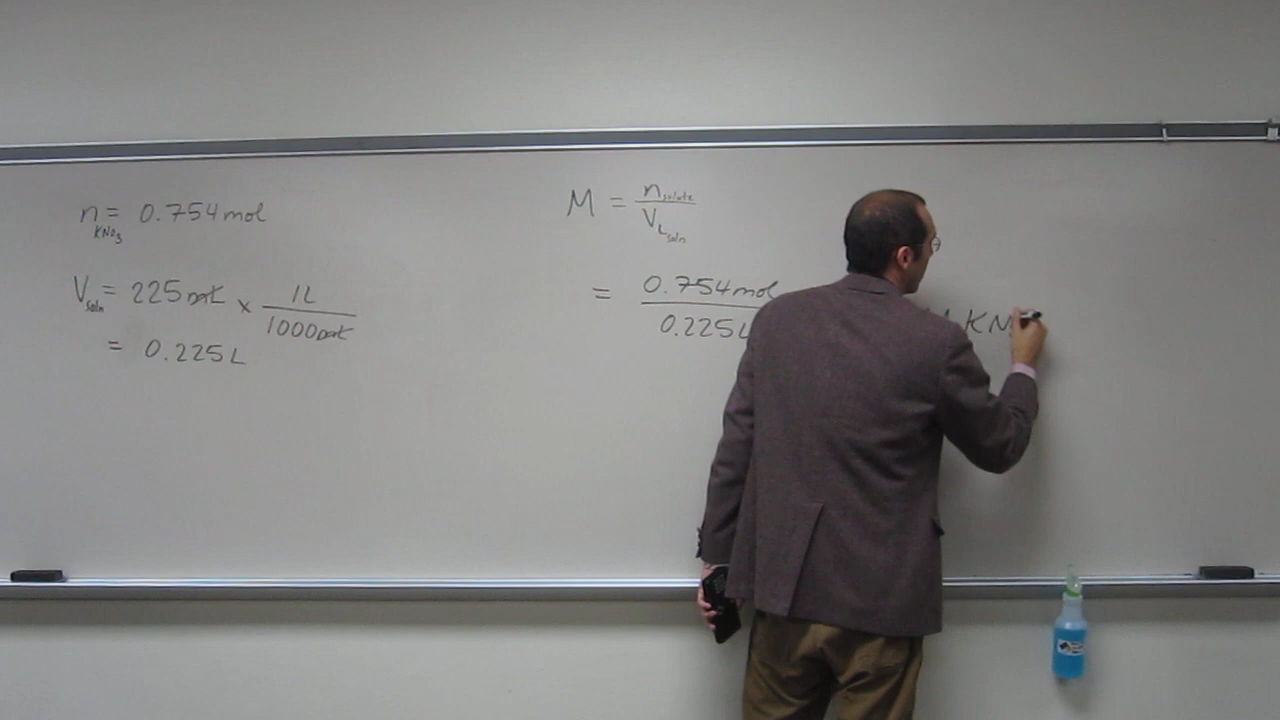 n = 0.754 mol
KNO₃
V = 225 mL × 1L
soln
1000 mL
= 0.225 L
M = n solute
V L soln
= 0.754 mol
0.225 L
M KN